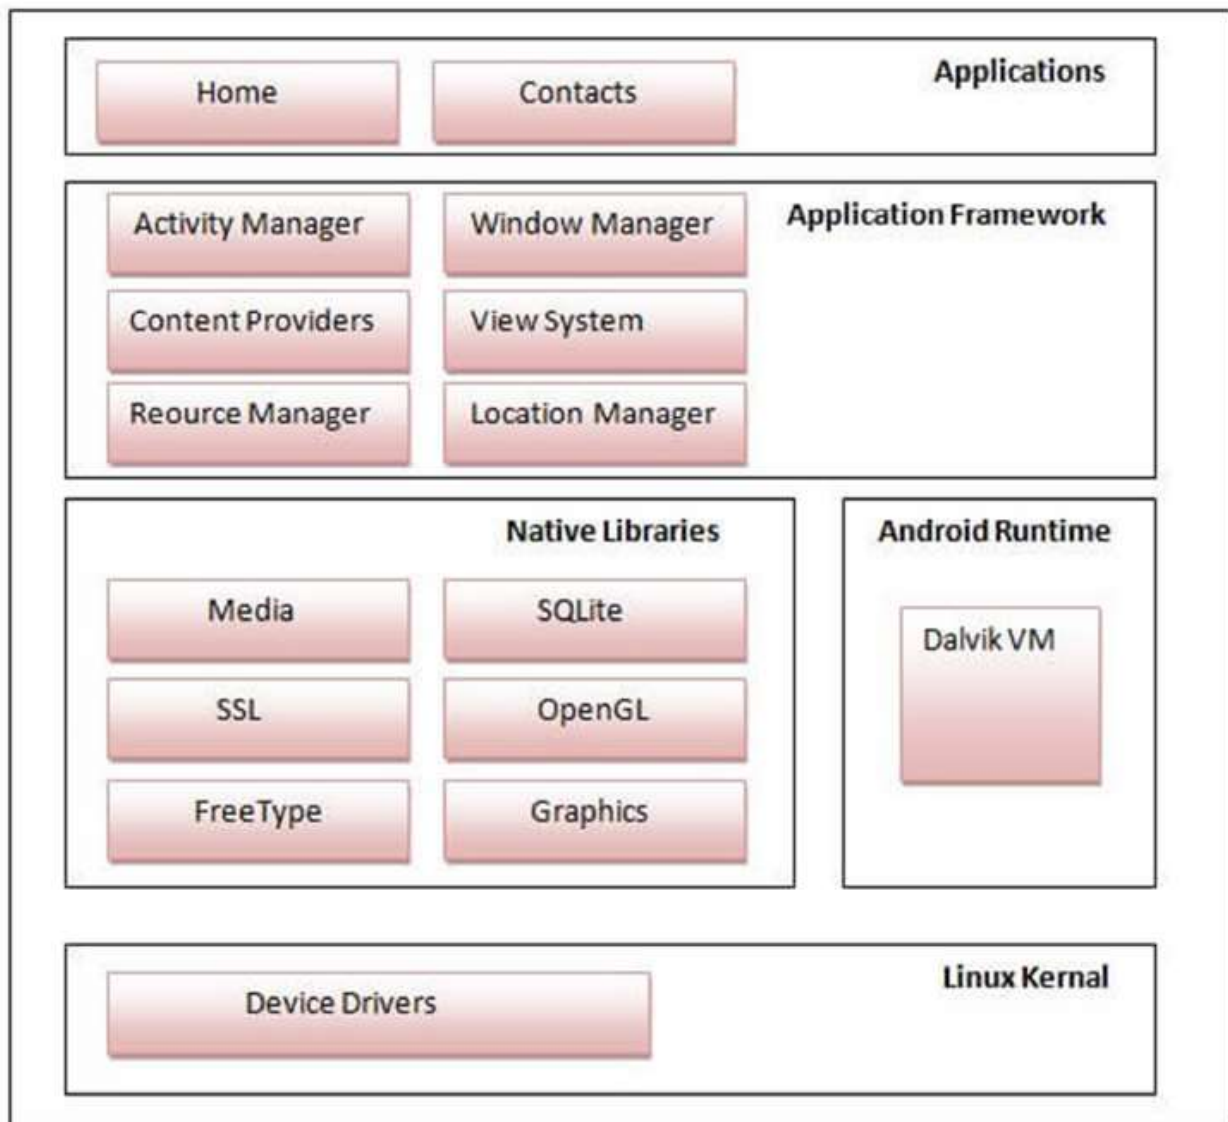 Applications
Home
Contacts
Application Framework
Activity Manager
Window Manager
Content Providers
View System
Reource Manager
Location Manager
Native Libraries
Media
SQLite
SSL
OpenGL
FreeType
Graphics
Android Runtime
Dalvik VM
Linux Kernal
Device Drivers